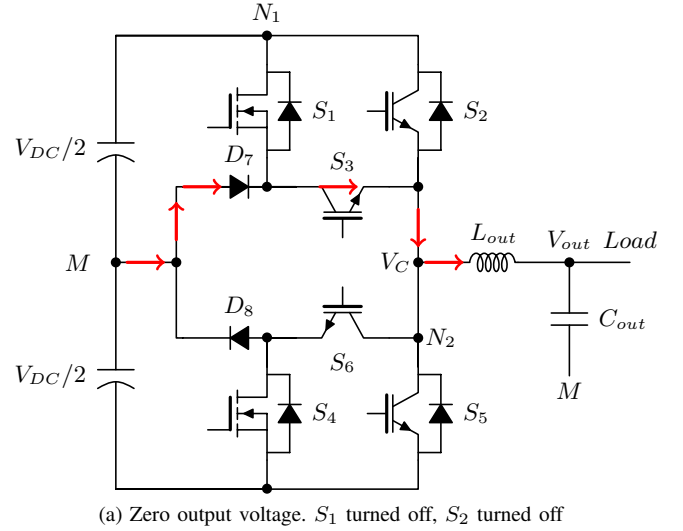 N1
VDC/2
S1
S2
D7
S3
M
VC
Lout
Vout Load
D8
Cout
S6
N2
VDC/2
S4
S5
M
(a) Zero output voltage. S1 turned off, S2 turned off